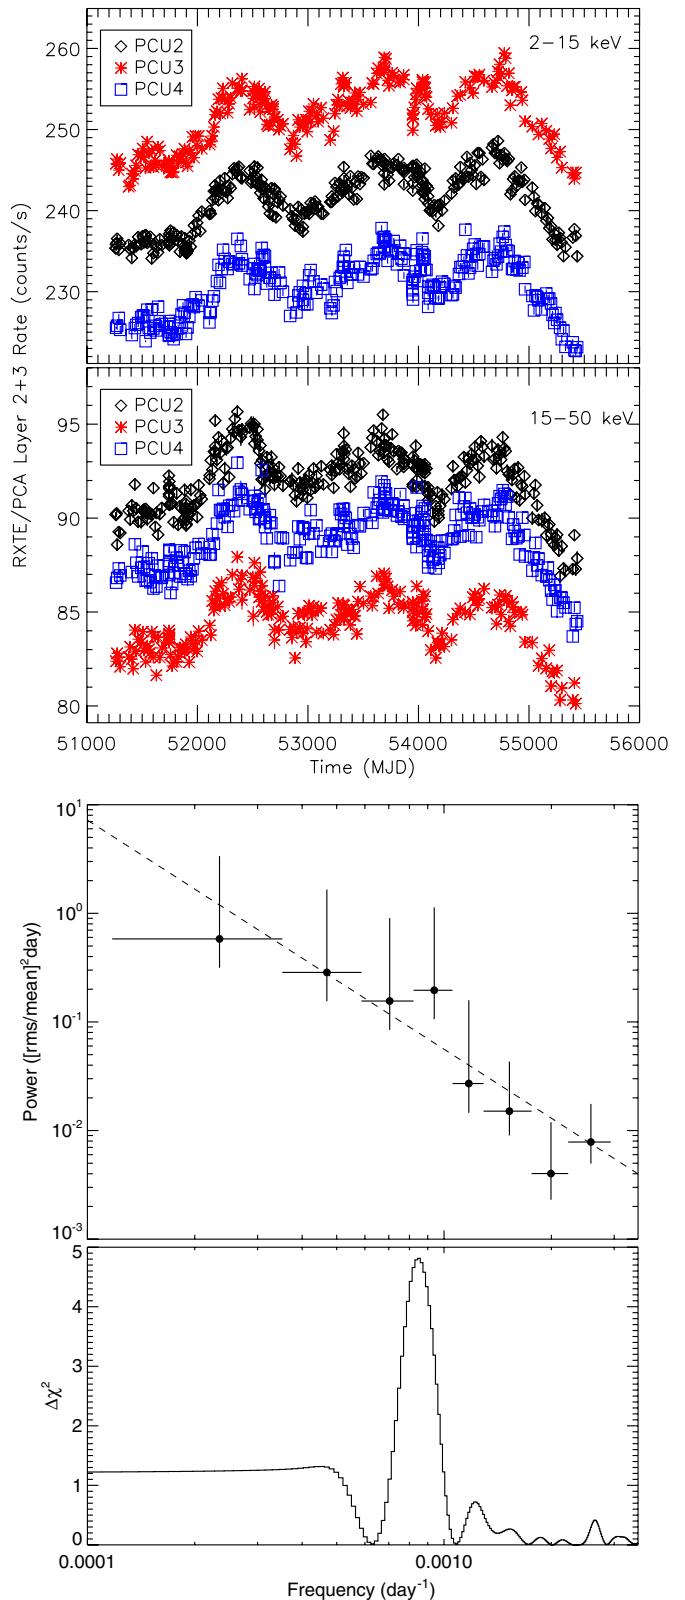 260
250
240
230
PCU2
PCU3
PCU4
2−15 keV
RXTE/PCA Layer 2+3 Rate (counts/s)
95
90
85
80
PCU2
PCU3
PCU4
15−50 keV
51000 52000 53000 54000 55000 56000
Time (MJD)
10¹
10⁰
10⁻¹
10⁻²
10⁻³
Power ([rms/mean]²day)
5
4
3
2
1
0
Δχ²
0.0001 0.0010
Frequency (day⁻¹)